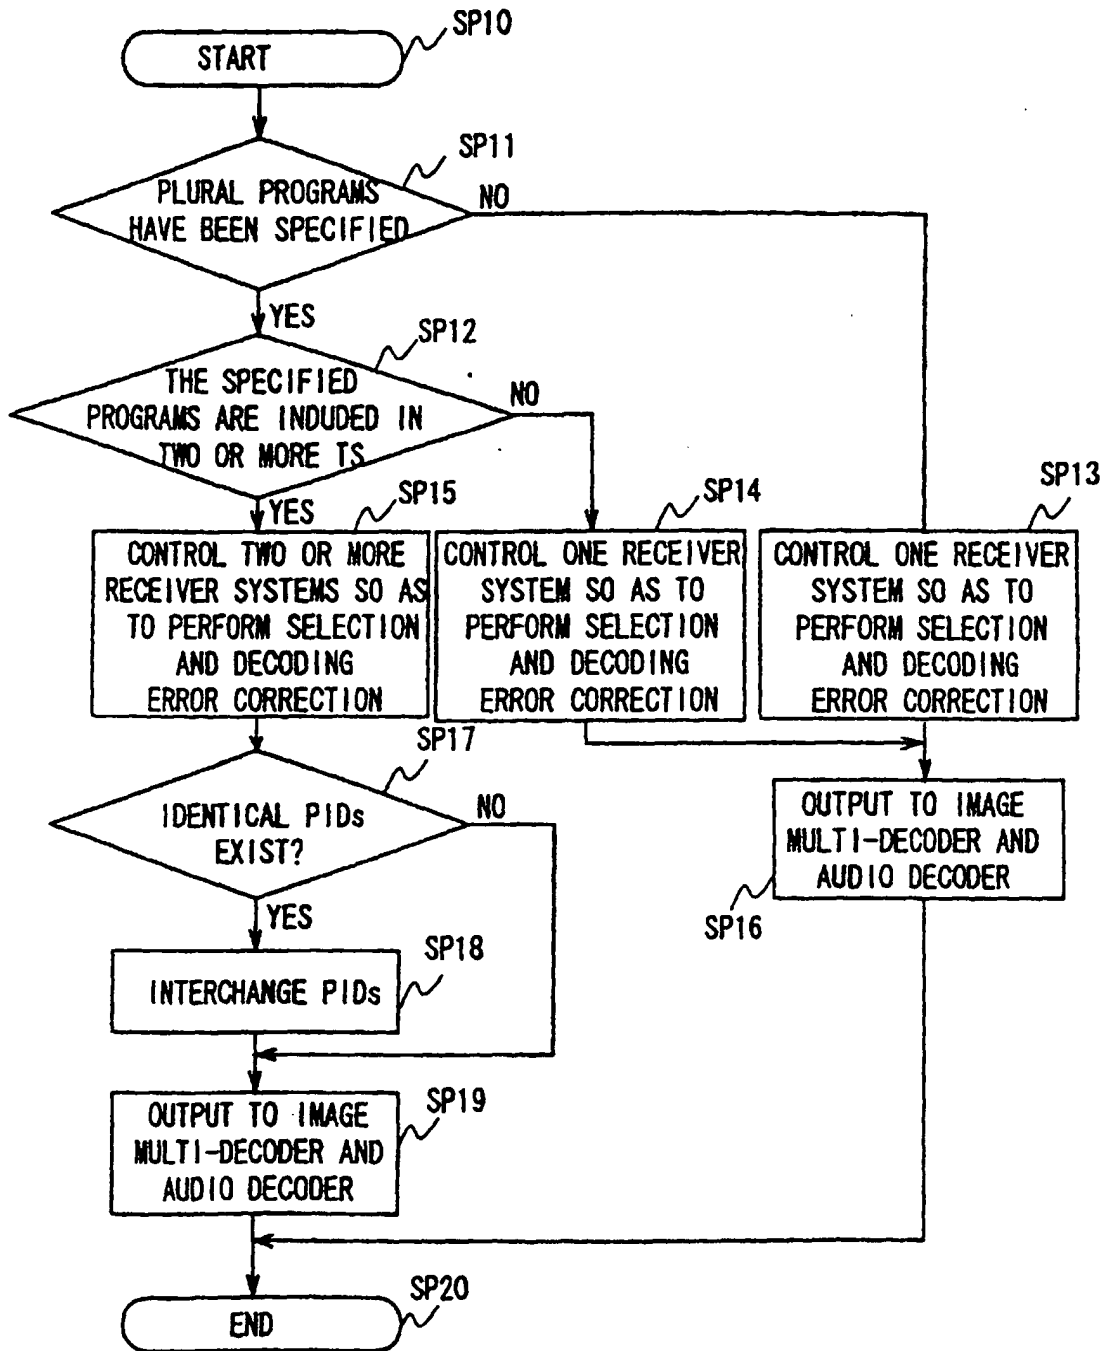 SP10
START
SP11
PLURAL PROGRAMS
HAVE BEEN SPECIFIED
NO
YES
SP12
THE SPECIFIED
PROGRAMS ARE INDUDED IN
TWO OR MORE TS
NO
YES
SP15
CONTROL TWO OR MORE
RECEIVER SYSTEMS SO AS
TO PERFORM SELECTION
AND DECODING
ERROR CORRECTION
SP14
CONTROL ONE RECEIVER
SYSTEM SO AS TO
PERFORM SELECTION
AND DECODING
ERROR CORRECTION
SP13
CONTROL ONE RECEIVER
SYSTEM SO AS TO
PERFORM SELECTION
AND DECODING
ERROR CORRECTION
SP17
IDENTICAL PIDs
EXIST?
NO
YES
OUTPUT TO IMAGE
MULTI-DECODER AND
AUDIO DECODER
SP16
SP18
INTERCHANGE PIDs
SP19
OUTPUT TO IMAGE
MULTI-DECODER AND
AUDIO DECODER
SP20
END